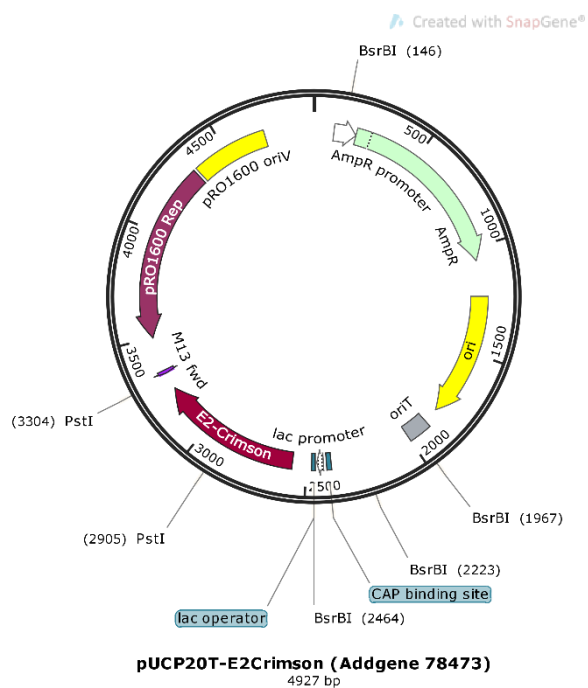 Created with SnapGene®
BsrBI (146)
500
1000
1500
2000
2500
3000
3500
4000
4500
AmpR promoter
AmpR
ori
oriT
lac promoter
E2-Crimson
M13 fwd
pRO1600 Rep
pRO1600 oriV
(3304) PstI
(2905) PstI
BsrBI (1967)
BsrBI (2223)
CAP binding site
lac operator
BsrBI (2464)
pUCP20T-E2Crimson (Addgene 78473)
4927 bp